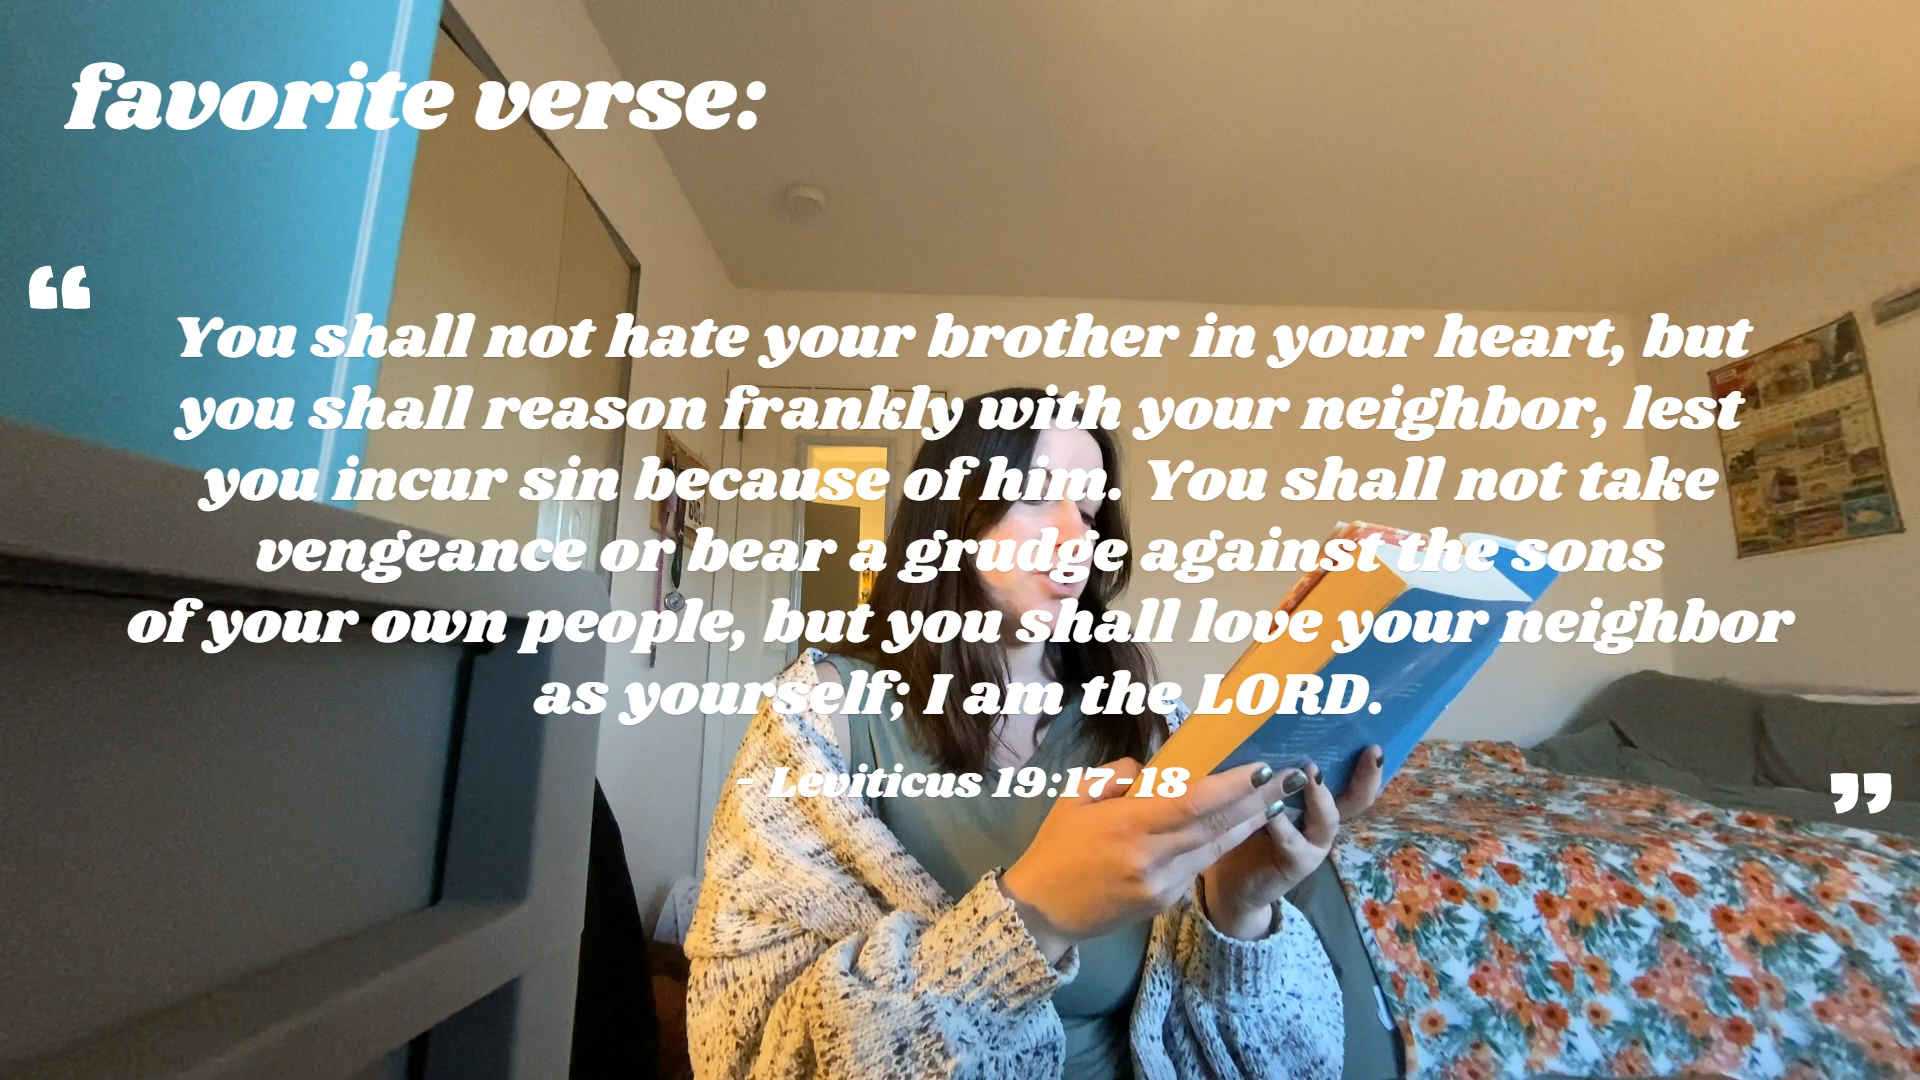 favorite verse:
“
You shall not hate your brother in your heart, but
you shall reason frankly with your neighbor, lest
you incur sin because of him. You shall not take
vengeance or bear a grudge against the sons
of your own people, but you shall love your neighbor
as yourself; I am the LORD.
- Leviticus 19:17-18
”